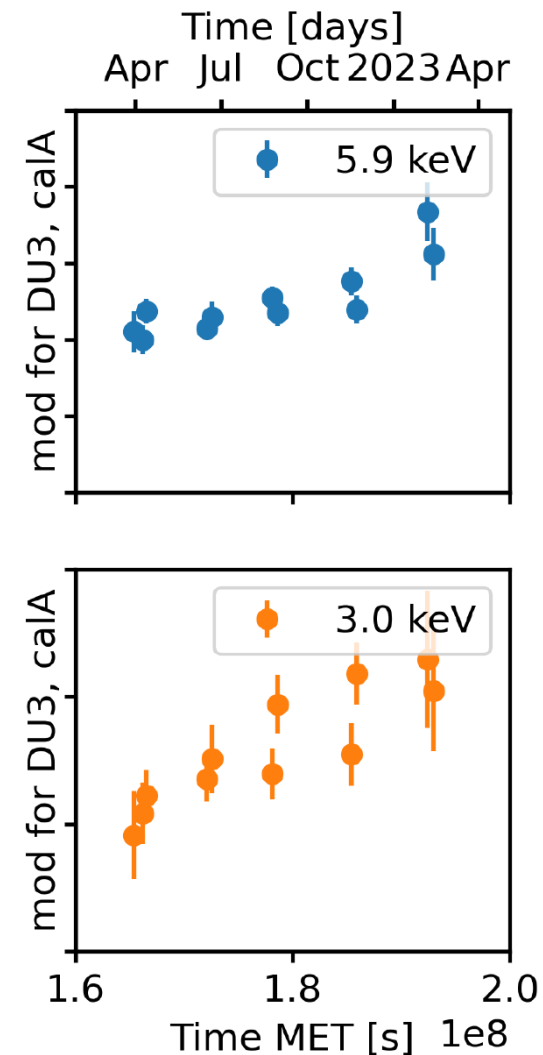 Time [days]
Apr Jul Oct 2023 Apr
mod for DU3, calA
5.9 keV
mod for DU3, calA
3.0 keV
1.6 1.8 2.0
Time MET [s] 1e8